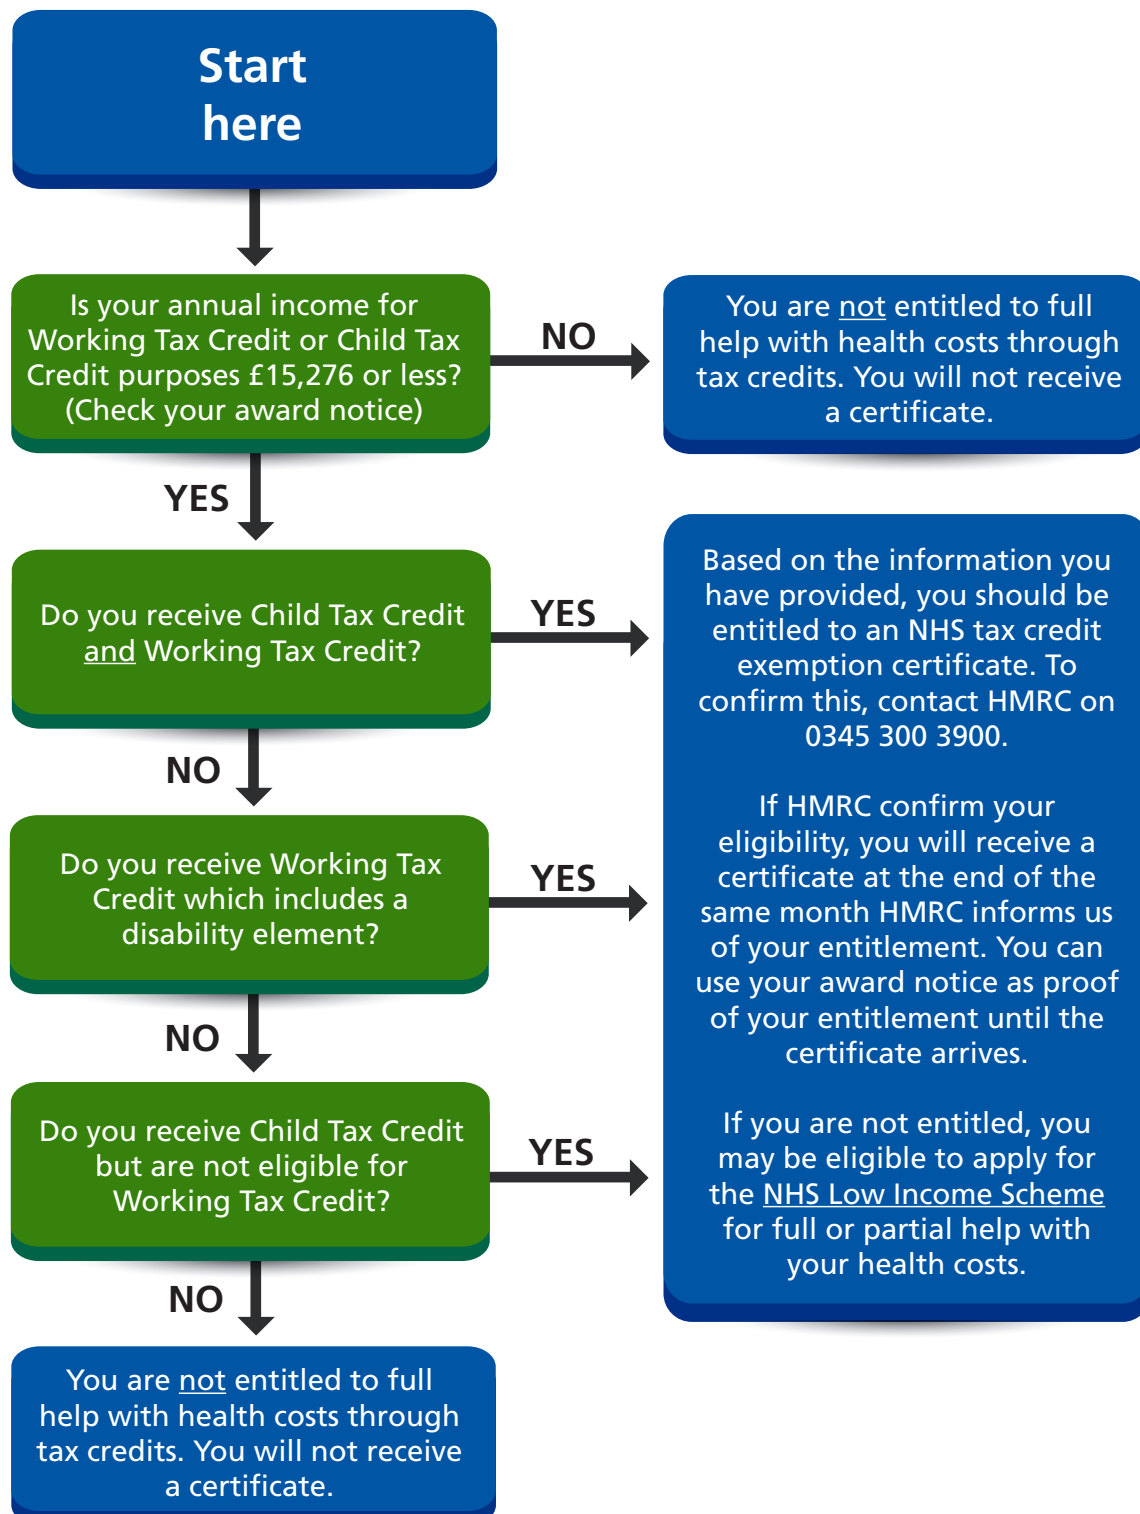 Start
here
Is your annual income for
Working Tax Credit or Child Tax
Credit purposes £15,276 or less?
(Check your award notice)
NO
You are not entitled to full
help with health costs through
tax credits. You will not receive
a certificate.
YES
Do you receive Child Tax Credit
and Working Tax Credit?
YES
Based on the information you
have provided, you should be
entitled to an NHS tax credit
exemption certificate. To
confirm this, contact HMRC on
0345 300 3900.
If HMRC confirm your
eligibility, you will receive a
certificate at the end of the
same month HMRC informs us
of your entitlement. You can
use your award notice as proof
of your entitlement until the
certificate arrives.
If you are not entitled, you
may be eligible to apply for
the NHS Low Income Scheme
for full or partial help with
your health costs.
NO
Do you receive Working Tax
Credit which includes a
disability element?
YES
NO
Do you receive Child Tax Credit
but are not eligible for
Working Tax Credit?
YES
NO
You are not entitled to full
help with health costs through
tax credits. You will not receive
a certificate.